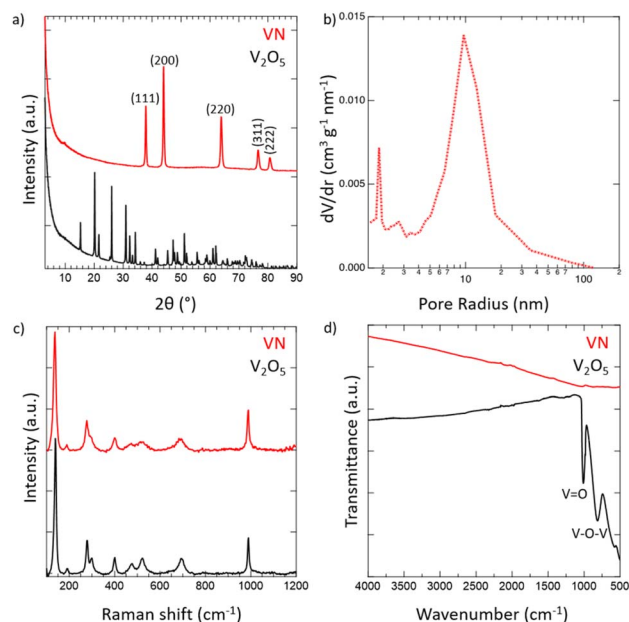 a)
VN
V₂O₅
(111)
(200)
(220)
(311)
(222)
Intensity (a.u.)
10 20 30 40 50 60 70 80 90
2θ (°)
b)
0.015
0.010
0.005
0.000
dV/dr (cm³ g⁻¹ nm⁻¹)
2 3 4 5 6 7 10 2 3 4 5 6 7 100 2
Pore Radius (nm)
c)
VN
V₂O₅
Intensity (a.u.)
200 400 600 800 1000 1200
Raman shift (cm⁻¹)
d)
VN
V₂O₅
V=O
V-O-V
Transmittance (a.u.)
4000 3500 3000 2500 2000 1500 1000 500
Wavenumber (cm⁻¹)